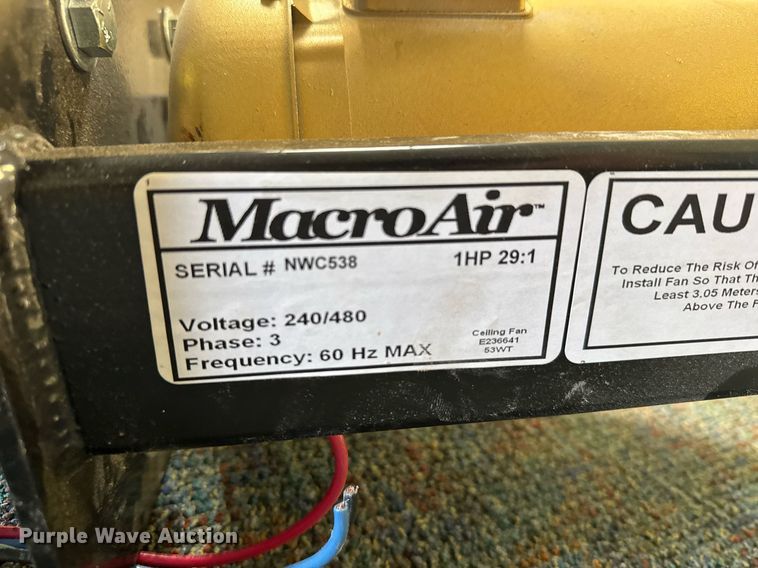 MacroAir™
SERIAL # NWC538
1HP 29:1
Voltage: 240/480
Phase: 3
Frequency: 60 Hz MAX
Ceiling Fan
E236641
53WT
CAU
To Reduce The Risk Of
Install Fan So That Th
Least 3.05 Meters
Above The F
Purple Wave Auction